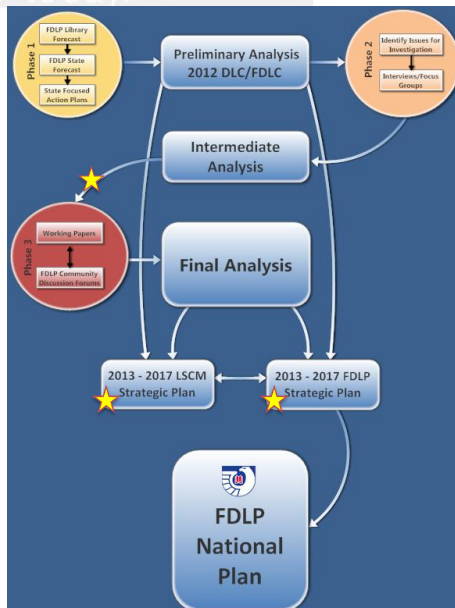 Phase 1
FDLP Library
Forecast
FDLP State
Forecast
State Focused
Action Plans
Preliminary Analysis
2012 DLC/FDLC
Phase 2
Identify Issues for
Investigation
Interviews/Focus
Groups
Intermediate
Analysis
Phase 3
Working Papers
FDLP Community
Discussion Forums
Final Analysis
2013 - 2017 LSCM
Strategic Plan
2013 - 2017 FDLP
Strategic Plan
FDLP
National
Plan